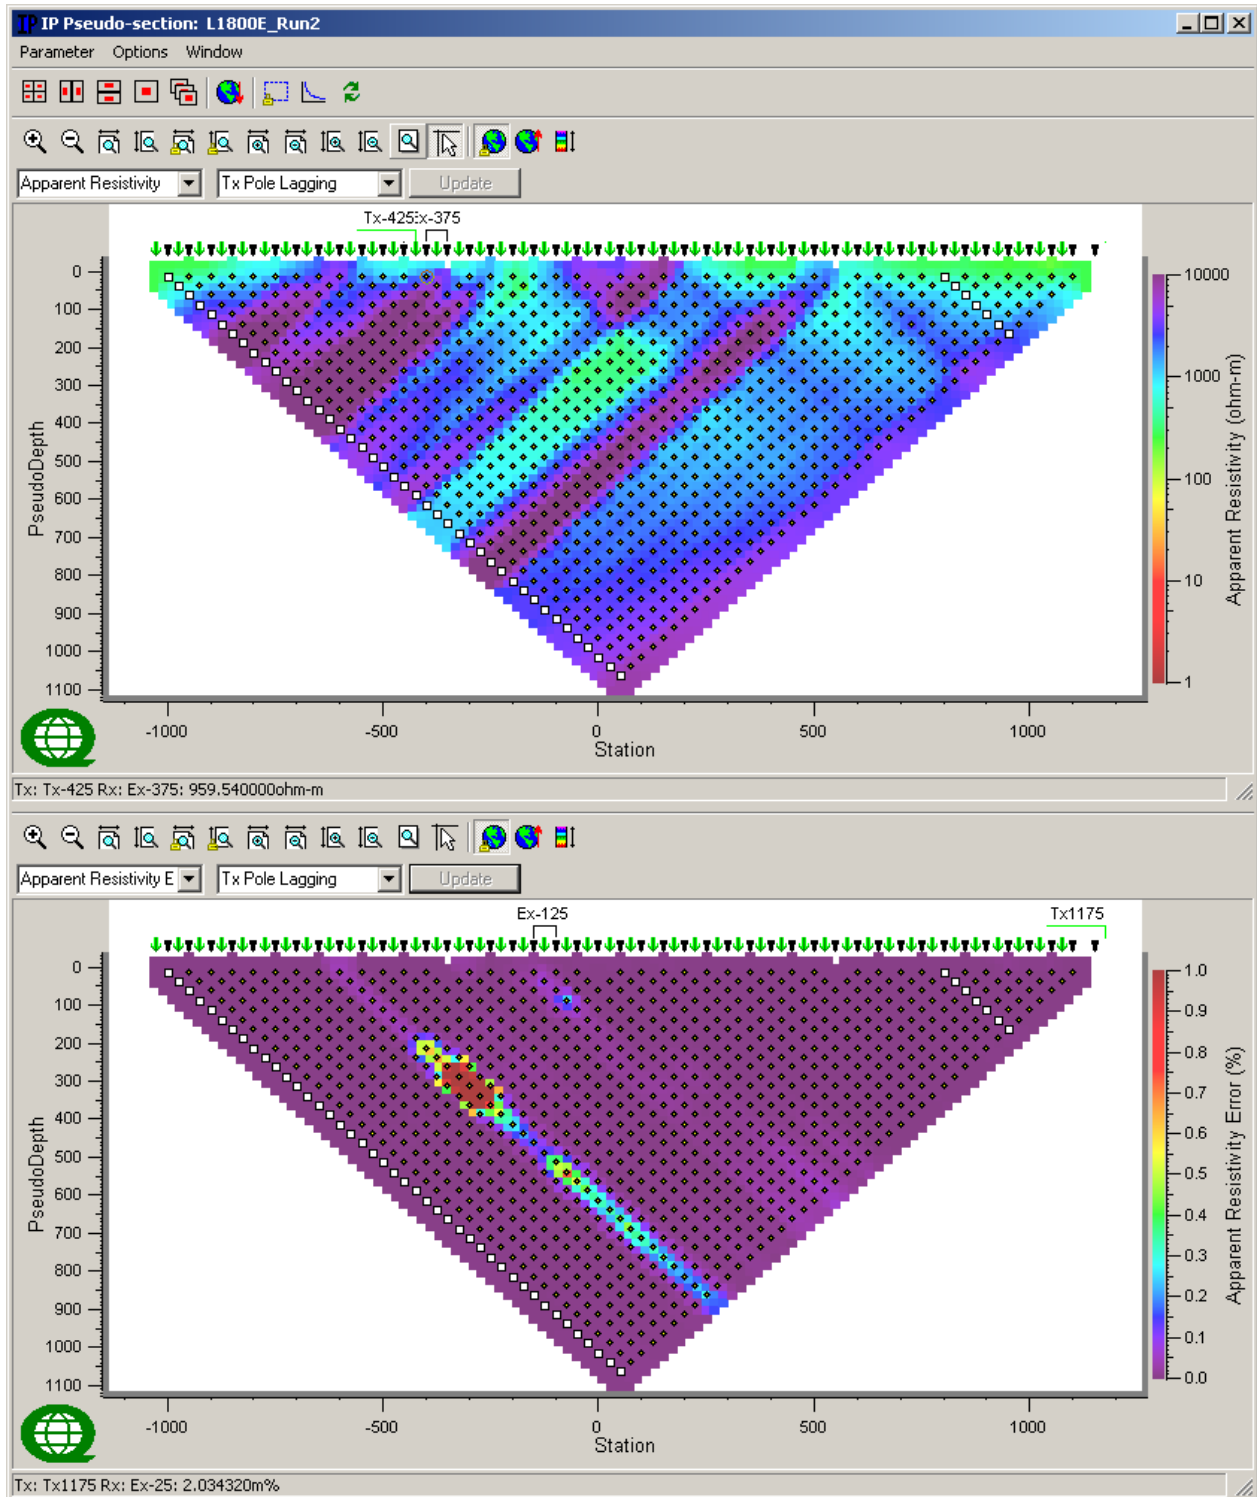 IP IP Pseudo-section: L1800E_Run2
Parameter Options Window
Apparent Resistivity Tx Pole Lagging Update
Tx-425 Ex-375
0
100
200
300
400
500
600
700
800
900
1000
1100
PseudoDepth
-1000 -500 0 500 1000
Station
10000
1000
100
10
1
Apparent Resistivity (ohm-m)
Tx: Tx-425 Rx: Ex-375: 959.540000ohm-m
Apparent Resistivity E Tx Pole Lagging Update
Ex-125 Tx1175
0
100
200
300
400
500
600
700
800
900
1000
1100
PseudoDepth
-1000 -500 0 500 1000
Station
1.0
0.9
0.8
0.7
0.6
0.5
0.4
0.3
0.2
0.1
0.0
Apparent Resistivity Error (%)
Tx: Tx1175 Rx: Ex-25: 2.034320m%